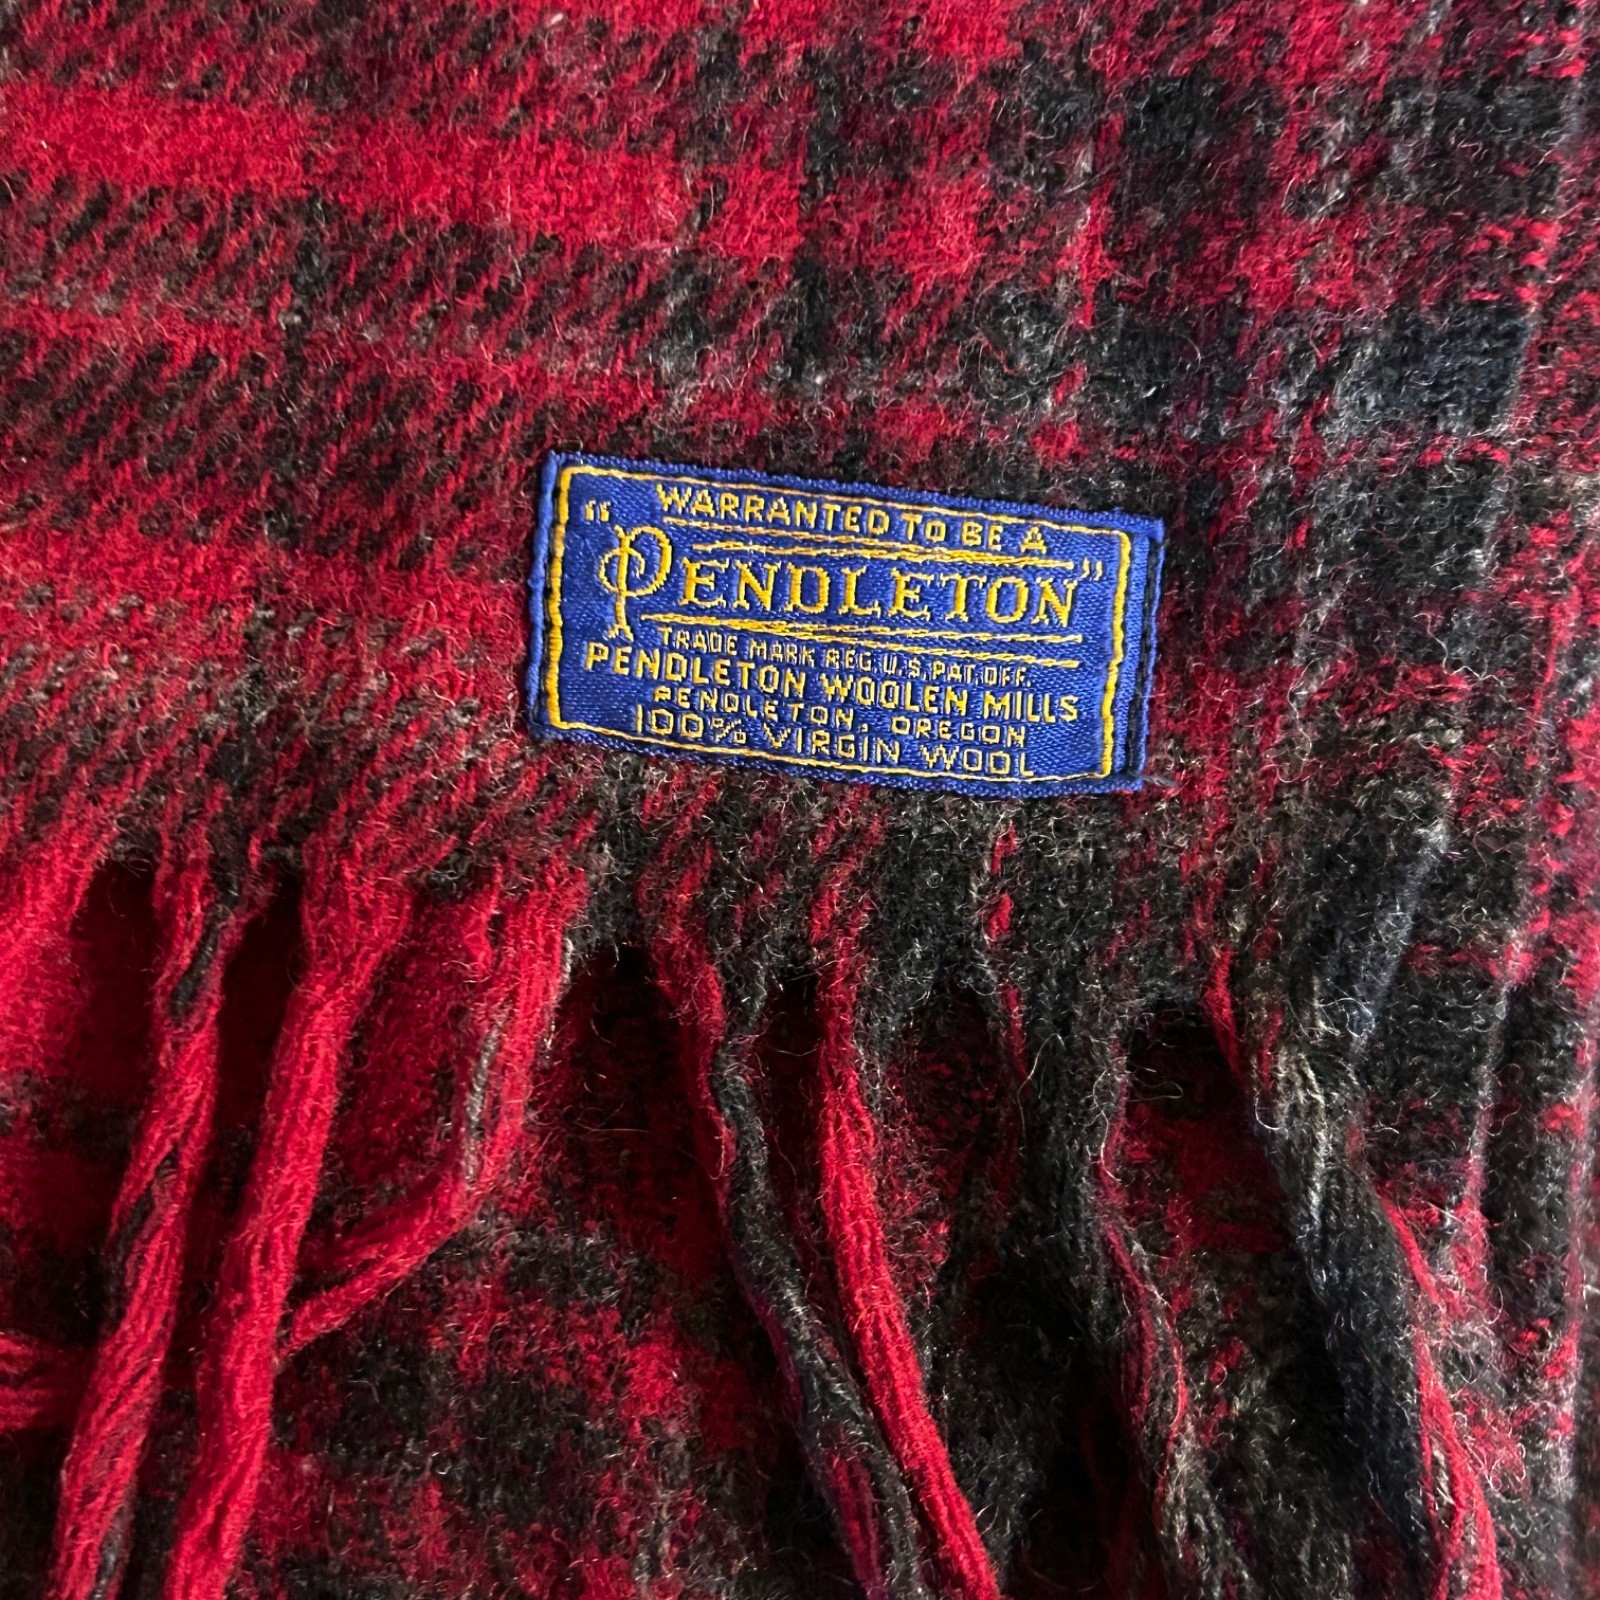 WARRANTED TO BE A
"PENDLETON"
TRADE MARK REG. U.S. PAT. OFF.
PENDLETON WOOLEN MILLS
PENDLETON, OREGON
100% VIRGIN WOOL